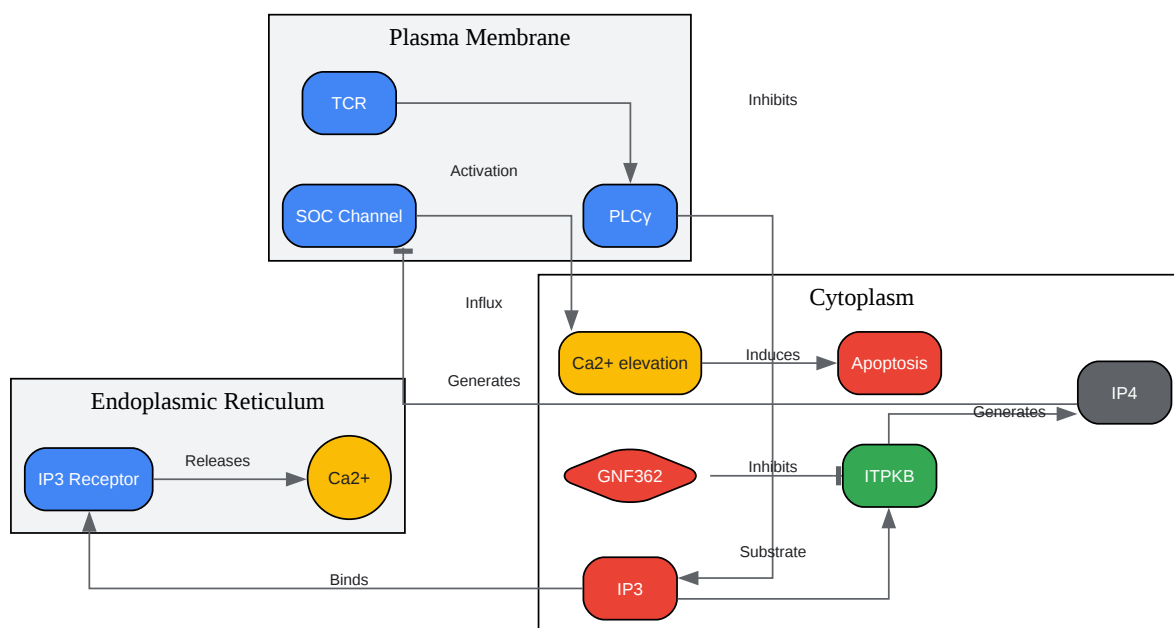 Plasma Membrane
TCR
Inhibits
Activation
SOC Channel
PLCγ
Influx
Cytoplasm
Ca2+ elevation
Induces
Apoptosis
Generates
IP4
Generates
Endoplasmic Reticulum
Releases
IP3 Receptor
Ca2+
GNF362
Inhibits
ITPKB
Substrate
Binds
IP3